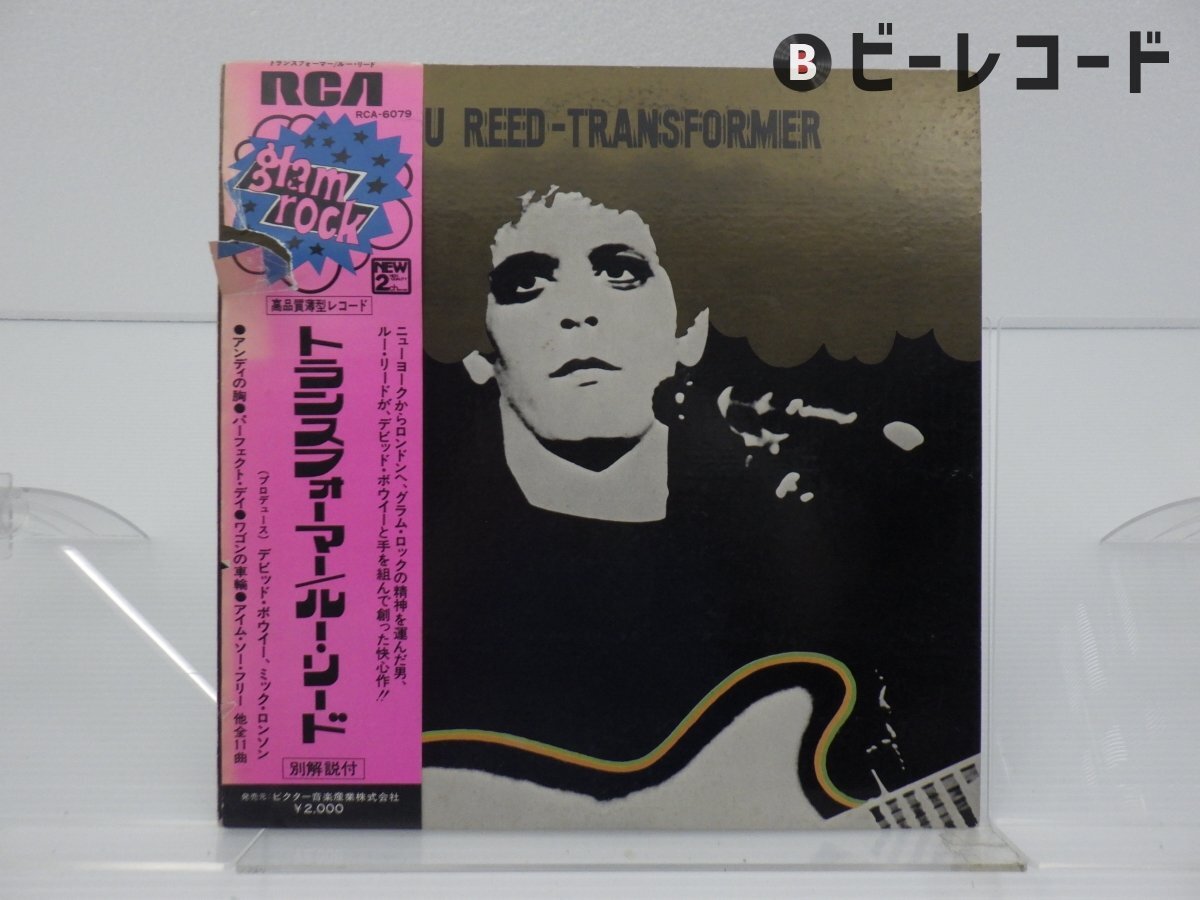 B ビーレコード
トランスフォーマー/ルー・リード
RCA
RCA-6079
U REED-TRANSFORMER
glam
rock
NEW
2ch
高品質薄型レコード
ニューヨークからロンドンへ、グラム・ロックの精神を運んだ男、
ルー・リードが、デビッド・ボウイーと手を組んで創った快心作!!
トランスフォーマー/ルー・リード
(プロデュース) デビッド・ボウイー、ミック・ロンソン
●アンディの胸●パーフェクト・デイ●ワゴンの車輪●アイム・ソー・フリー 他全11曲
別解説付
発売元/ビクター音楽産業株式会社
¥2,000